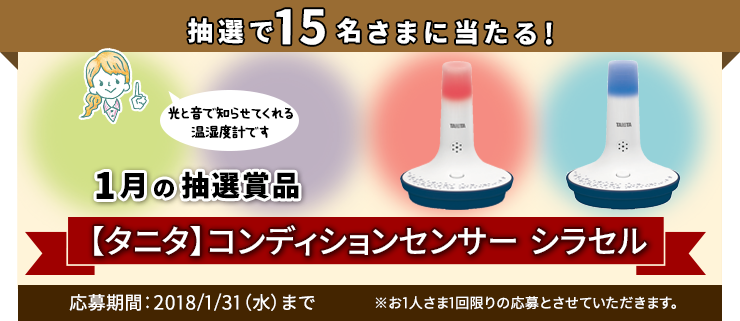 抽選で15名さまに当たる！
光と音で知らせてくれる
温湿度計です
TANITA
TANITA
1月の抽選賞品
【タニタ】コンディションセンサー シラセル
応募期間：2018/1/31（水）まで
※お1人さま1回限りの応募とさせていただきます。